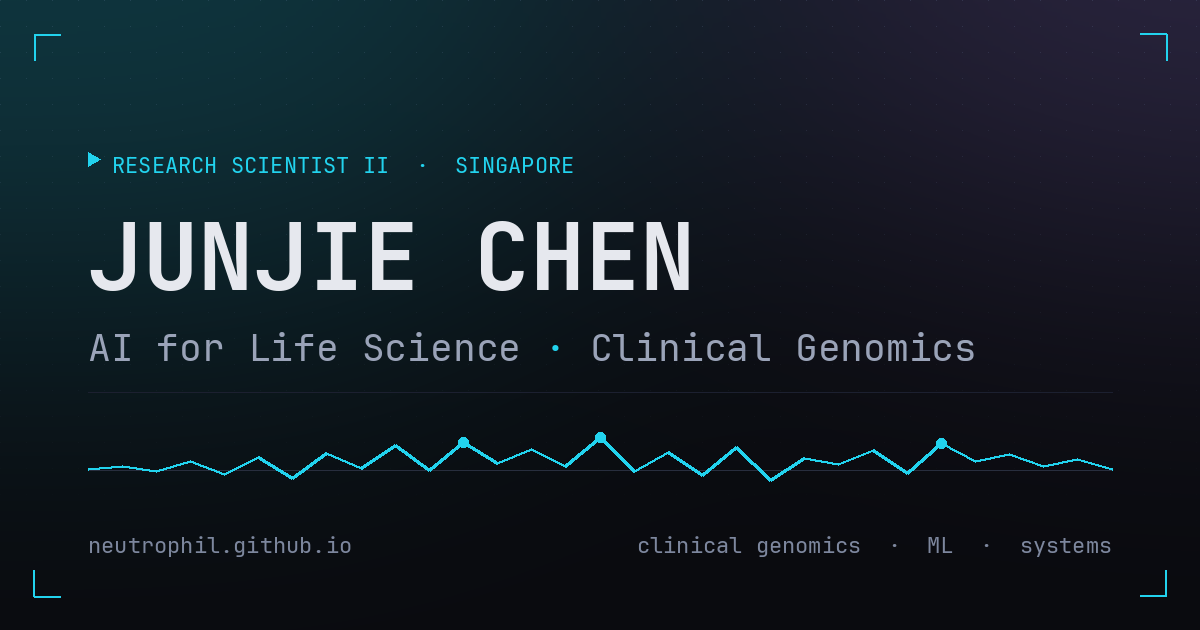 RESEARCH SCIENTIST II · SINGAPORE
JUNJIE CHEN
AI for Life Science · Clinical Genomics
neutrophil.github.io
clinical genomics · ML · systems